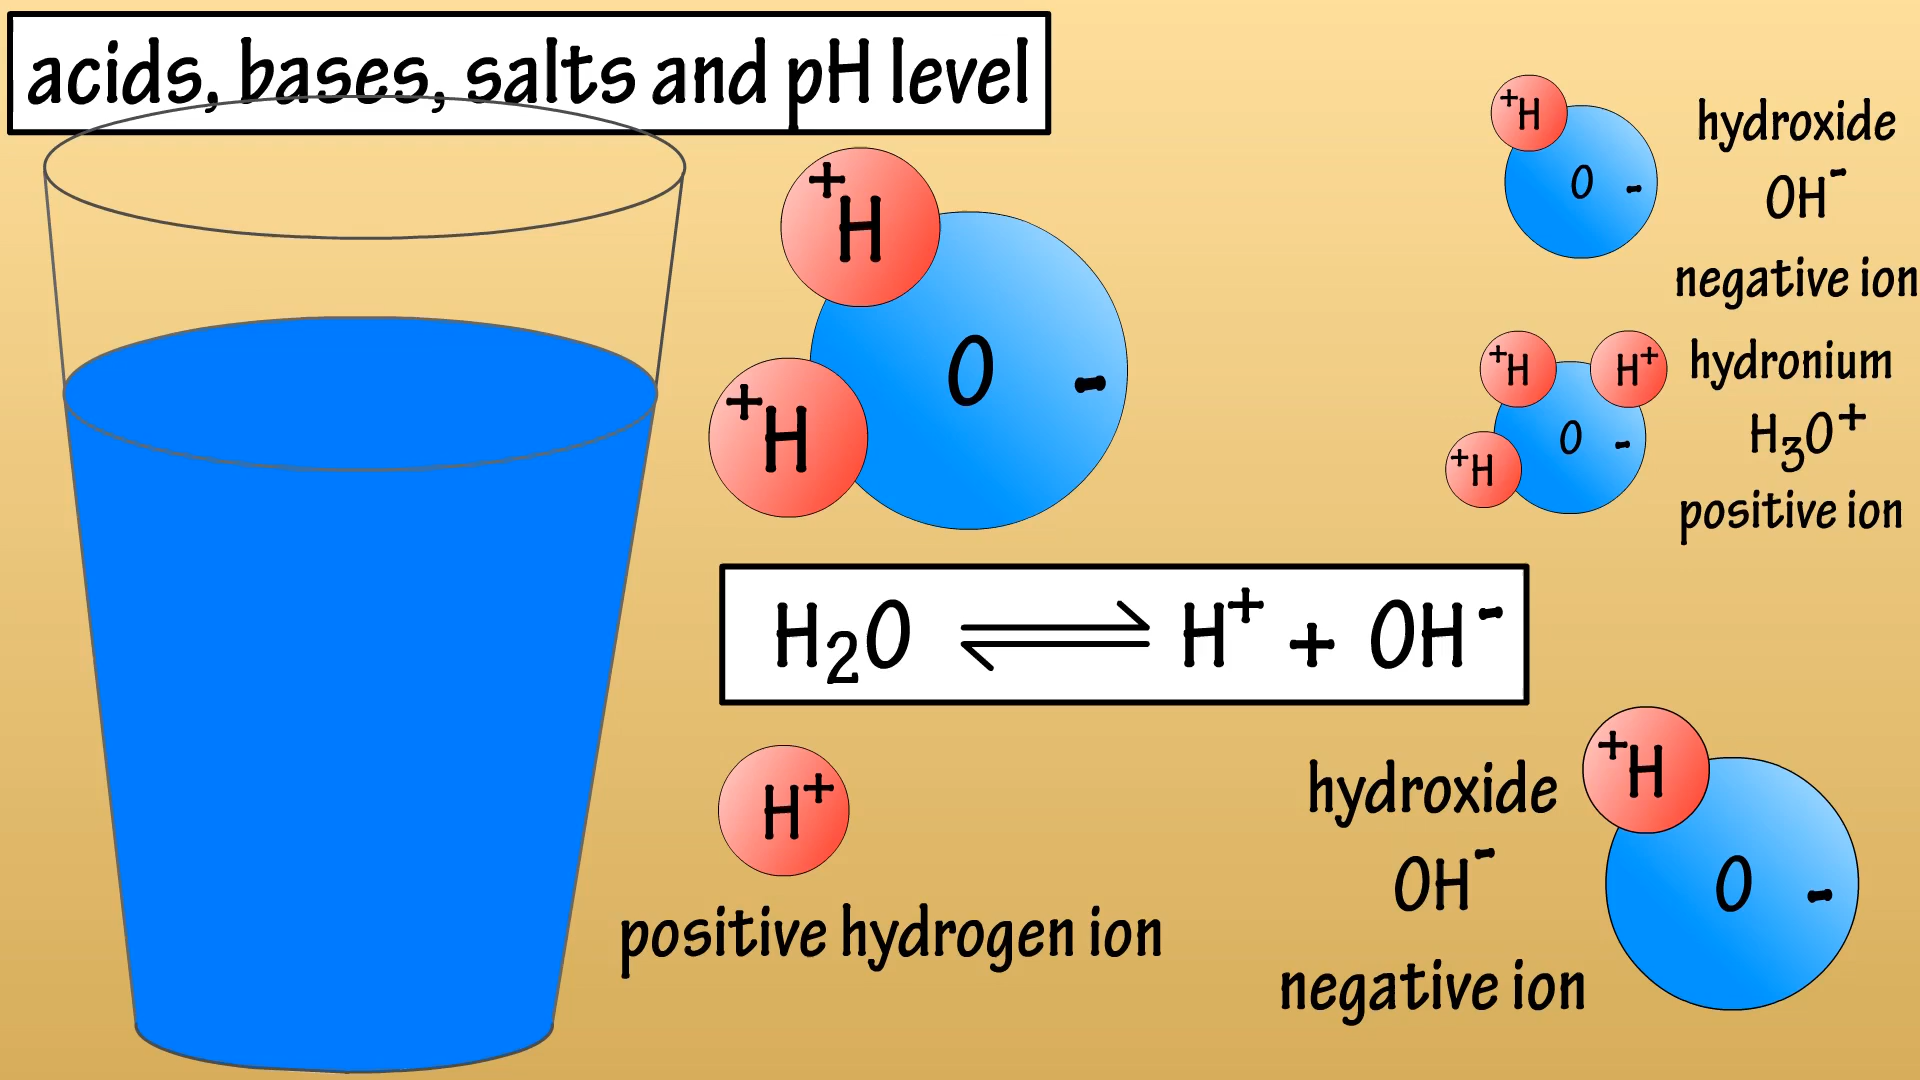 acids, bases, salts and pH level
+H
+H
O -
+H
O -
hydroxide
OH⁻
negative ion
+H
H+
+H
O -
hydronium
H₃O⁺
positive ion
H₂O ⇌ H⁺ + OH⁻
H+
positive hydrogen ion
hydroxide
OH⁻
negative ion
+H
O -